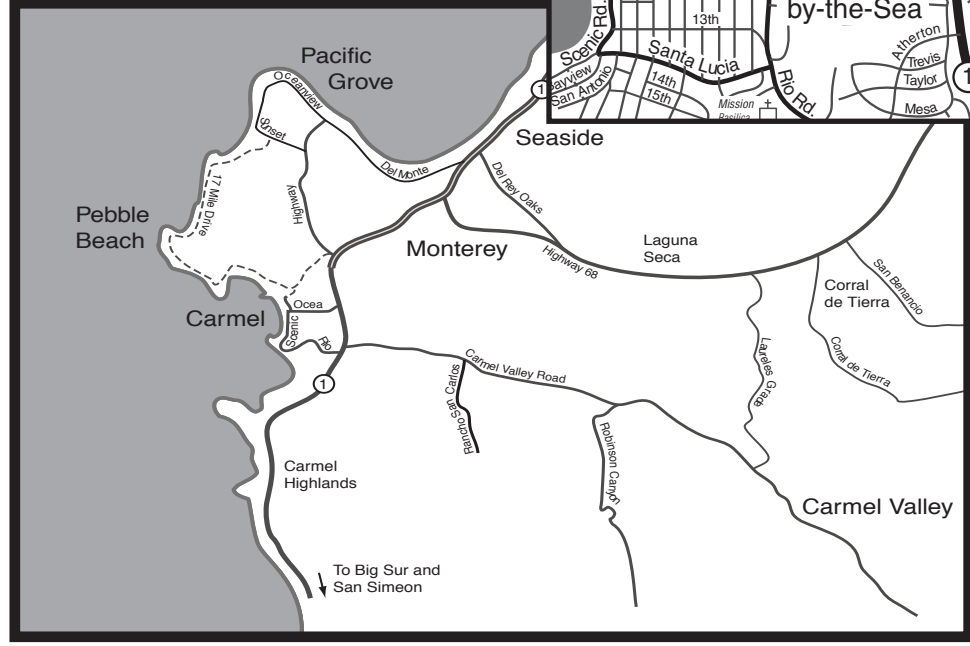 by-the-Sea
13th
Scenic Rd.
Santa Lucia
Atherton
Trevis
Taylor
Mesa
14th
15th
San Antonio
Rio Rd.
Mission
1
1
Pacific
Grove
Oceanview
Sunset
Del Monte
Seaside
17 Mile Drive
Highway
Del Rey Oaks
Pebble
Beach
Monterey
Highway 68
Laguna
Seca
Corral
de Tierra
San Benancio
Carmel
Ocea
Scenic
Rio
1
Carmel Valley Road
Rancho San Carlos
Laureles Grade
Corral de Tierra
Robinson Canyon
Carmel
Highlands
Carmel Valley
To Big Sur and
San Simeon